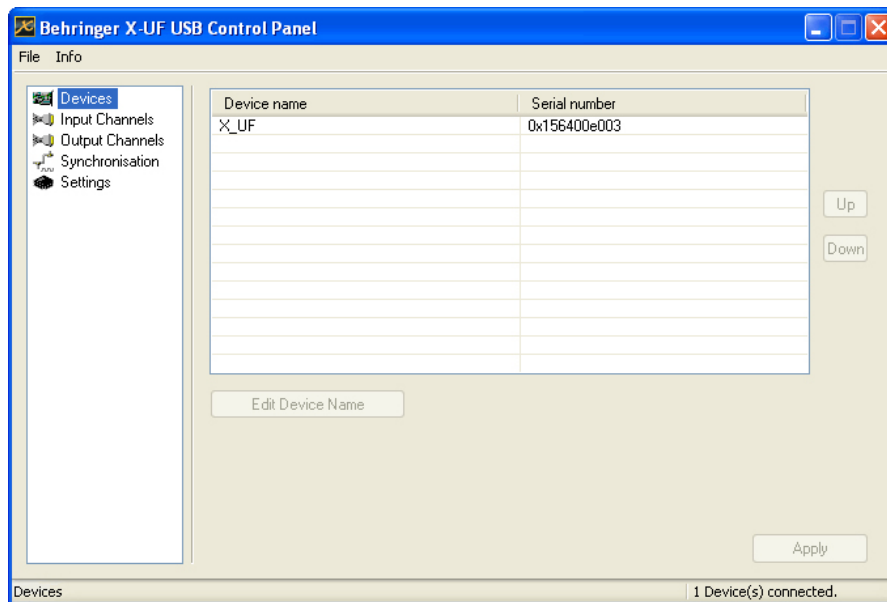 Behringer X-UF USB Control Panel
File Info
Devices
Input Channels
Output Channels
Synchronisation
Settings
Device name Serial number
X_UF 0x156400e003
Up
Down
Edit Device Name
Apply
Devices 1 Device(s) connected.